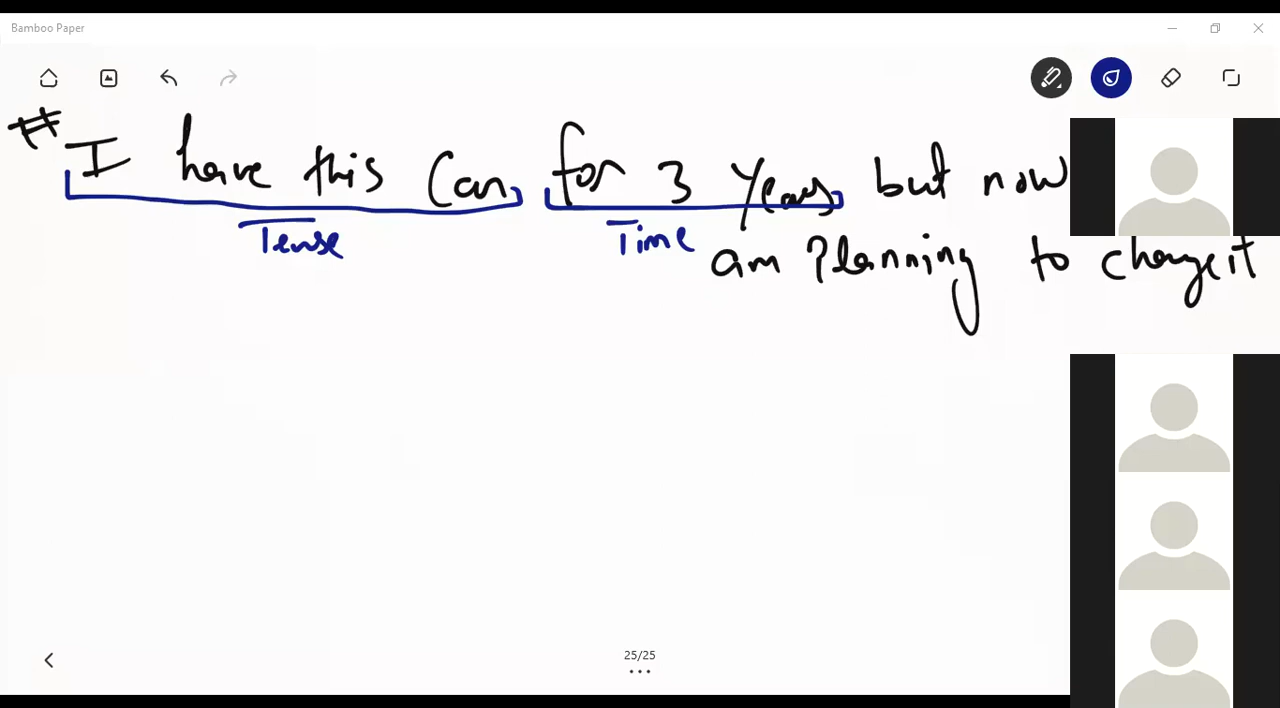 Bamboo Paper
# I have this Car for 3 Years but now
Tense Time
am Planning to change it
25/25